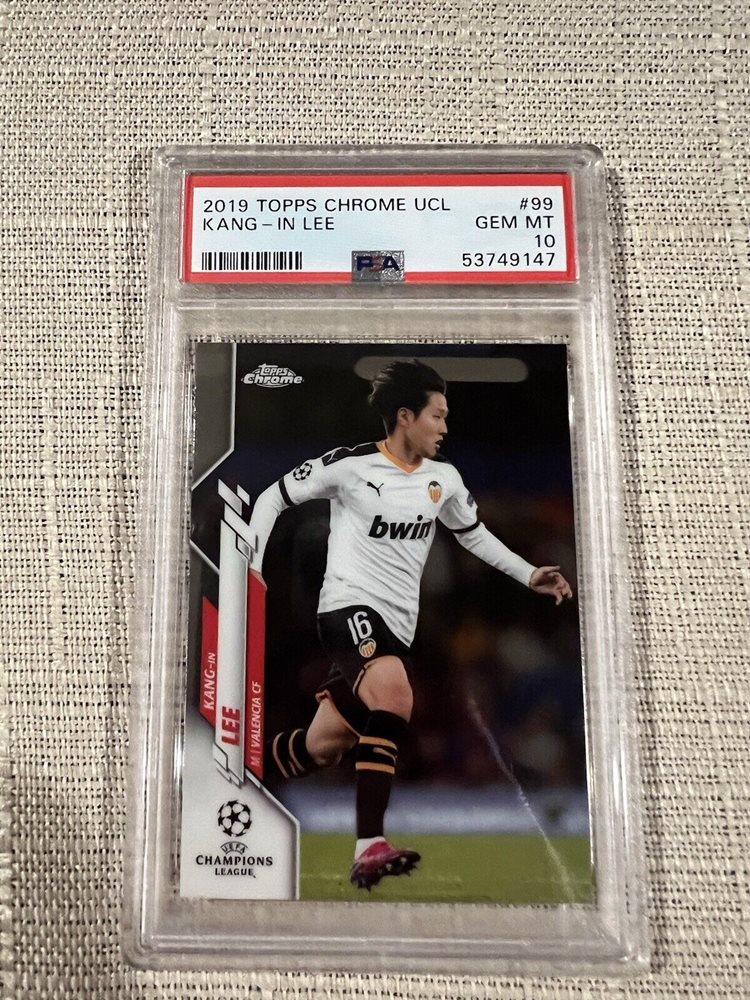 2019 TOPPS CHROME UCL #99
KANG-IN LEE GEM MT
10
PSA 53749147
Topps
Chrome
bwin
16
KANG-IN
LEE
M | VALENCIA CF
UEFA
CHAMPIONS
LEAGUE